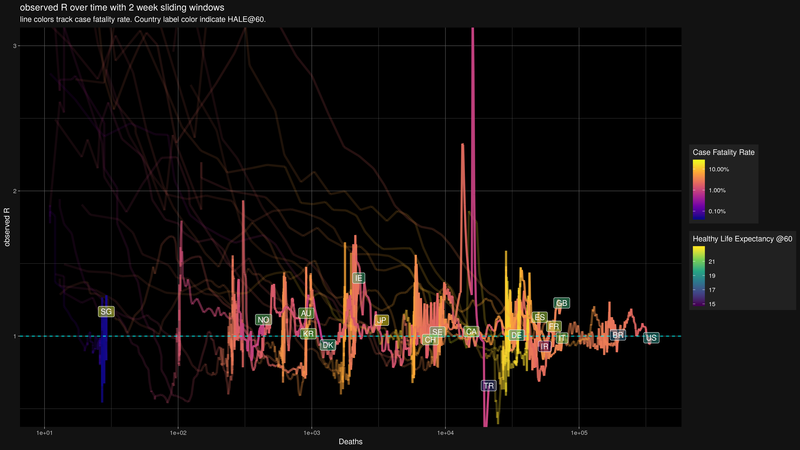 observed R over time with 2 week sliding windows
line colors track case fatality rate. Country label color indicate HALE@60.
3
2
1
observed R
SG
NO
AU
KR
DK
IE
JP
CH
SE
CA
TR
DE
ES
FR
IT
IR
GB
BR
US
1e+01
1e+02
1e+03
1e+04
1e+05
Deaths
Case Fatality Rate
10.00%
1.00%
0.10%
Healthy Life Expectancy @60
21
19
17
15